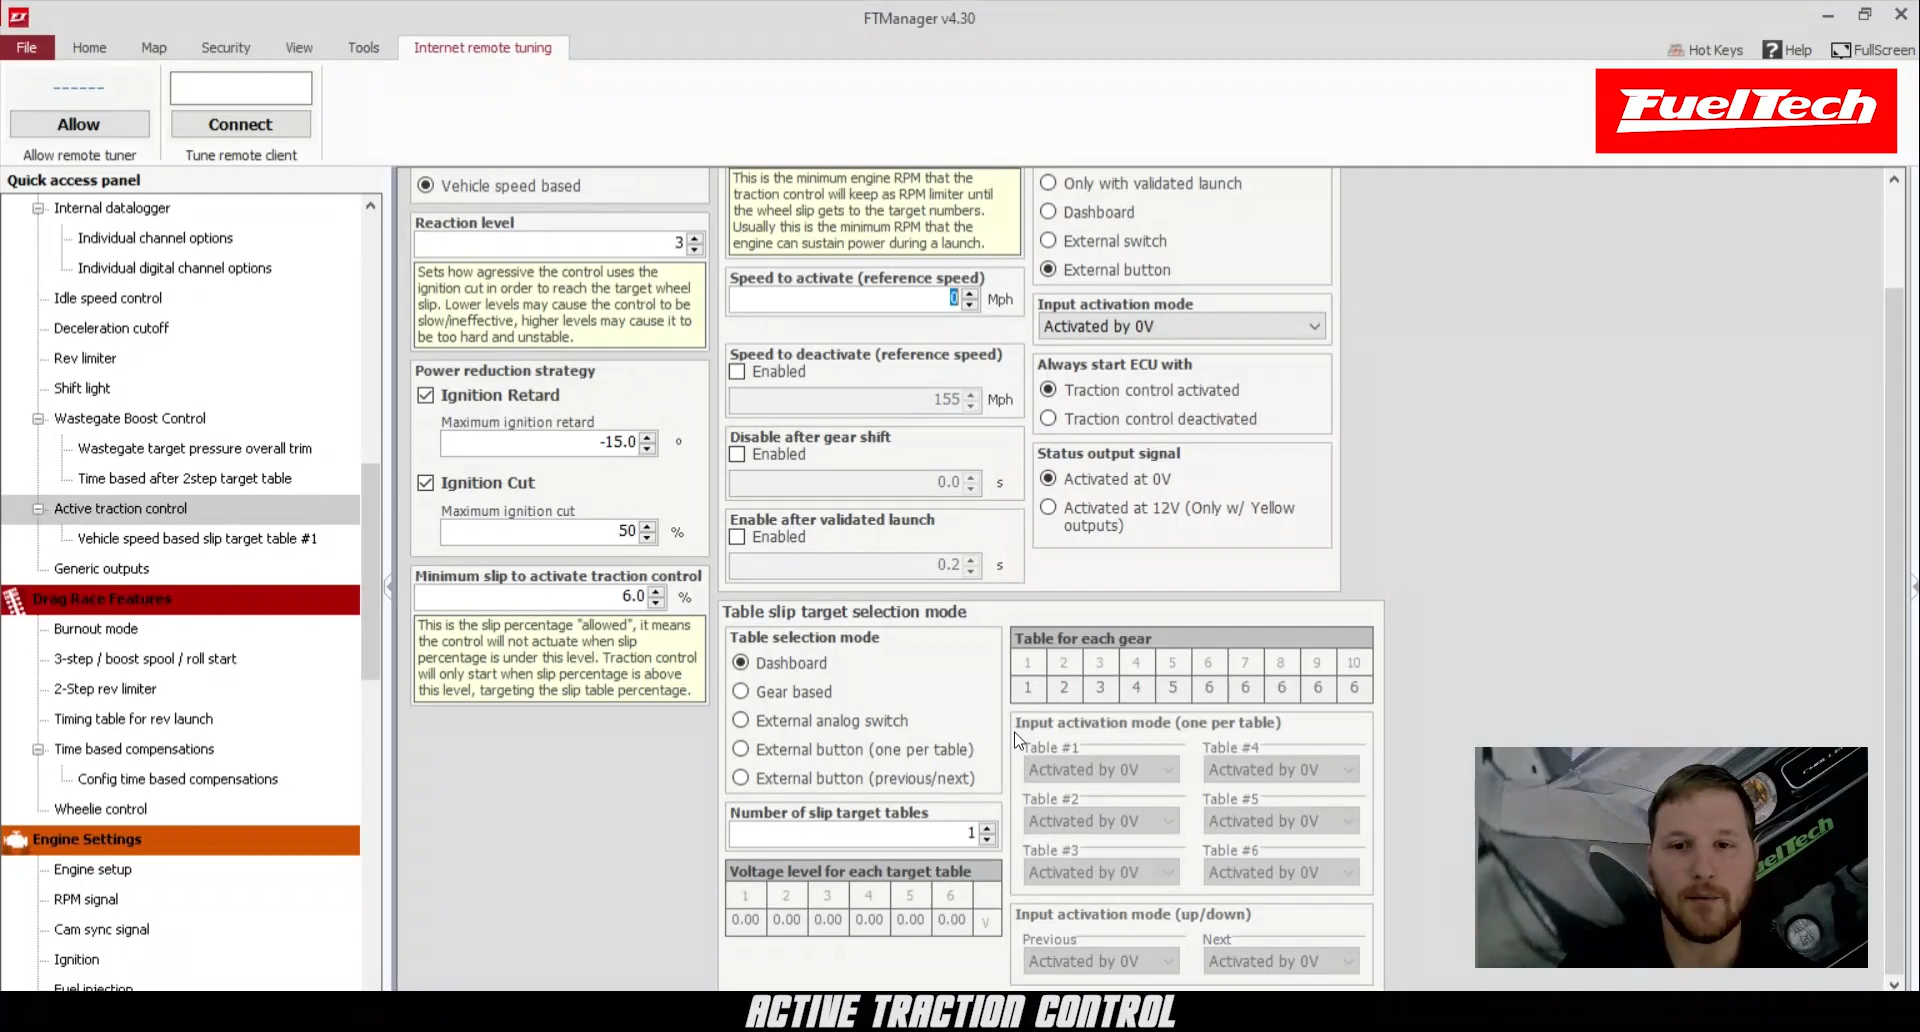 FTManager v4.30
File
Home
Map
Security
View
Tools
Internet remote tuning
Hot Keys
? Help
FullScreen
------
Allow
Connect
Allow remote tuner
Tune remote client
FuelTech
Quick access panel
Internal datalogger
Individual channel options
Individual digital channel options
Idle speed control
Deceleration cutoff
Rev limiter
Shift light
Wastegate Boost Control
Wastegate target pressure overall trim
Time based after 2step target table
Active traction control
Vehicle speed based slip target table #1
Generic outputs
Drag Race Features
Burnout mode
3-step / boost spool / roll start
2-Step rev limiter
Timing table for rev launch
Time based compensations
Config time based compensations
Wheelie control
Engine Settings
Engine setup
RPM signal
Cam sync signal
Ignition
Fuel injection
Vehicle speed based
Reaction level
3
Sets how agressive the control uses the
ignition cut in order to reach the target wheel
slip. Lower levels may cause the control to be
slow/ineffective, higher levels may cause it to
be too hard and unstable.
Power reduction strategy
Ignition Retard
Maximum ignition retard
-15.0 °
Ignition Cut
Maximum ignition cut
50 %
Minimum slip to activate traction control
6.0 %
This is the slip percentage "allowed", it means
the control will not actuate when slip
percentage is under this level. Traction control
will only start when slip percentage is above
this level, targeting the slip table percentage.
This is the minimum engine RPM that the
traction control will keep as RPM limiter until
the wheel slip gets to the target numbers.
Usually this is the minimum RPM that the
engine can sustain power during a launch.
Speed to activate (reference speed)
0 Mph
Speed to deactivate (reference speed)
Enabled
155 Mph
Disable after gear shift
Enabled
0.0 s
Enable after validated launch
Enabled
0.2 s
Only with validated launch
Dashboard
External switch
External button
Input activation mode
Activated by 0V
Always start ECU with
Traction control activated
Traction control deactivated
Status output signal
Activated at 0V
Activated at 12V (Only w/ Yellow
outputs)
Table slip target selection mode
Table selection mode
Dashboard
Gear based
External analog switch
External button (one per table)
External button (previous/next)
Number of slip target tables
1
Voltage level for each target table
1 2 3 4 5 6
0.00 0.00 0.00 0.00 0.00 0.00 V
Table for each gear
1 2 3 4 5 6 7 8 9 10
1 2 3 4 5 6 6 6 6 6
Input activation mode (one per table)
Table #1 Table #4
Activated by 0V Activated by 0V
Table #2 Table #5
Activated by 0V Activated by 0V
Table #3 Table #6
Activated by 0V Activated by 0V
Input activation mode (up/down)
Previous Next
Activated by 0V Activated by 0V
FuelTech
ACTIVE TRACTION CONTROL